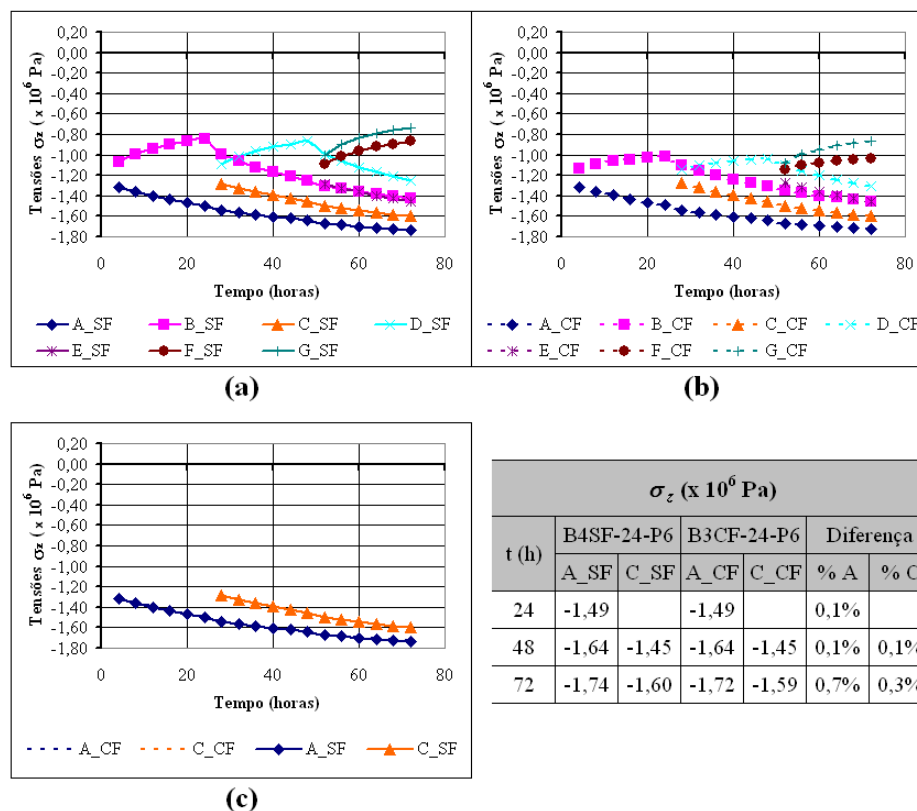 0,20
0,00
-0,20
-0,40
-0,60
-0,80
-1,00
-1,20
-1,40
-1,60
-1,80
Tensões σz ( x 10⁶ Pa)
0 20 40 60 80
Tempo (horas)
A_SF B_SF C_SF D_SF
E_SF F_SF G_SF
(a)
0,20
0,00
-0,20
-0,40
-0,60
-0,80
-1,00
-1,20
-1,40
-1,60
-1,80
Tensões σz ( x 10⁶ Pa)
0 20 40 60 80
Tempo (horas)
A_CF B_CF C_CF D_CF
E_CF F_CF G_CF
(b)
0,20
0,00
-0,20
-0,40
-0,60
-0,80
-1,00
-1,20
-1,40
-1,60
-1,80
Tensões σz ( x 10⁶ Pa)
0 20 40 60 80
Tempo (horas)
A_CF C_CF A_SF C_SF
(c)
σz (x 10⁶ Pa)
t (h) B4SF-24-P6 B3CF-24-P6 Diferença
A_SF C_SF A_CF C_CF % A % C
24 -1,49 -1,49 0,1%
48 -1,64 -1,45 -1,64 -1,45 0,1% 0,1%
72 -1,74 -1,60 -1,72 -1,59 0,7% 0,3%